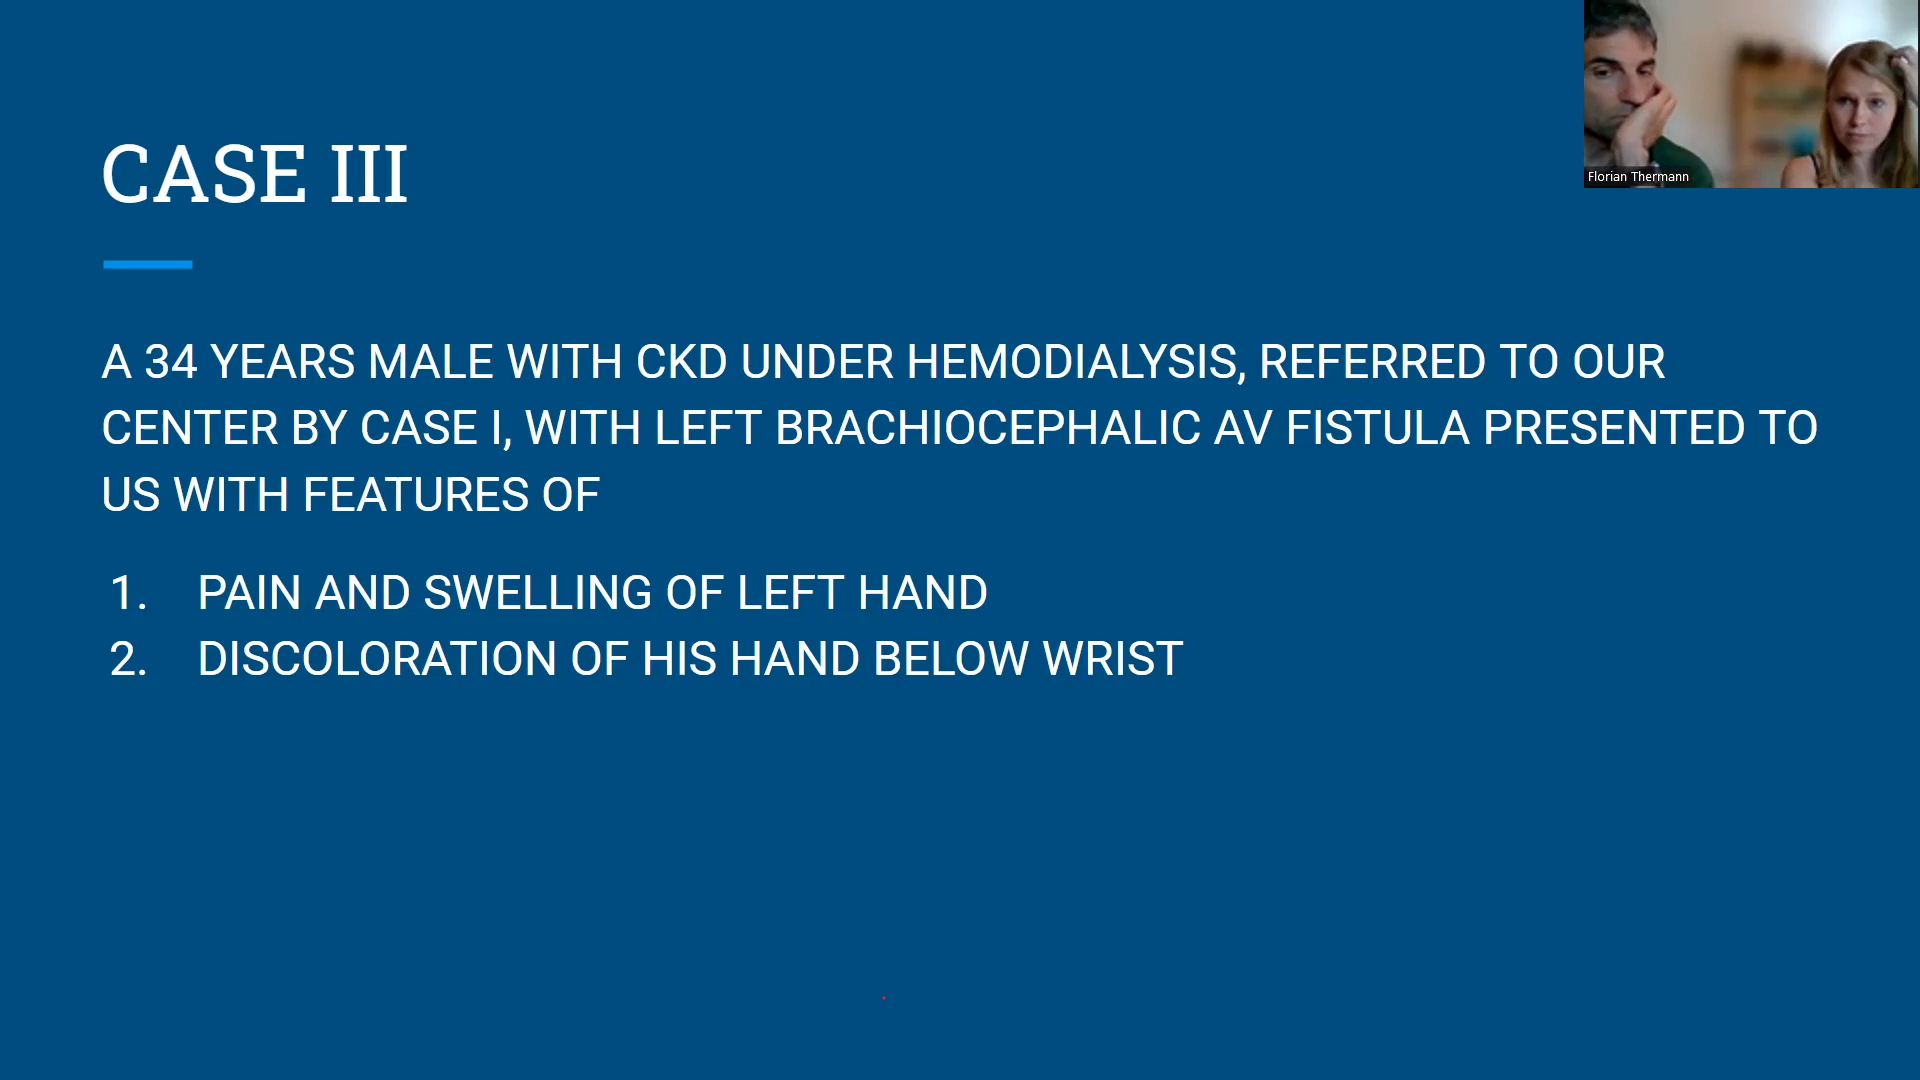 CASE III
Florian Thermann
A 34 YEARS MALE WITH CKD UNDER HEMODIALYSIS, REFERRED TO OUR
CENTER BY CASE I, WITH LEFT BRACHIOCEPHALIC AV FISTULA PRESENTED TO
US WITH FEATURES OF
1. PAIN AND SWELLING OF LEFT HAND
2. DISCOLORATION OF HIS HAND BELOW WRIST